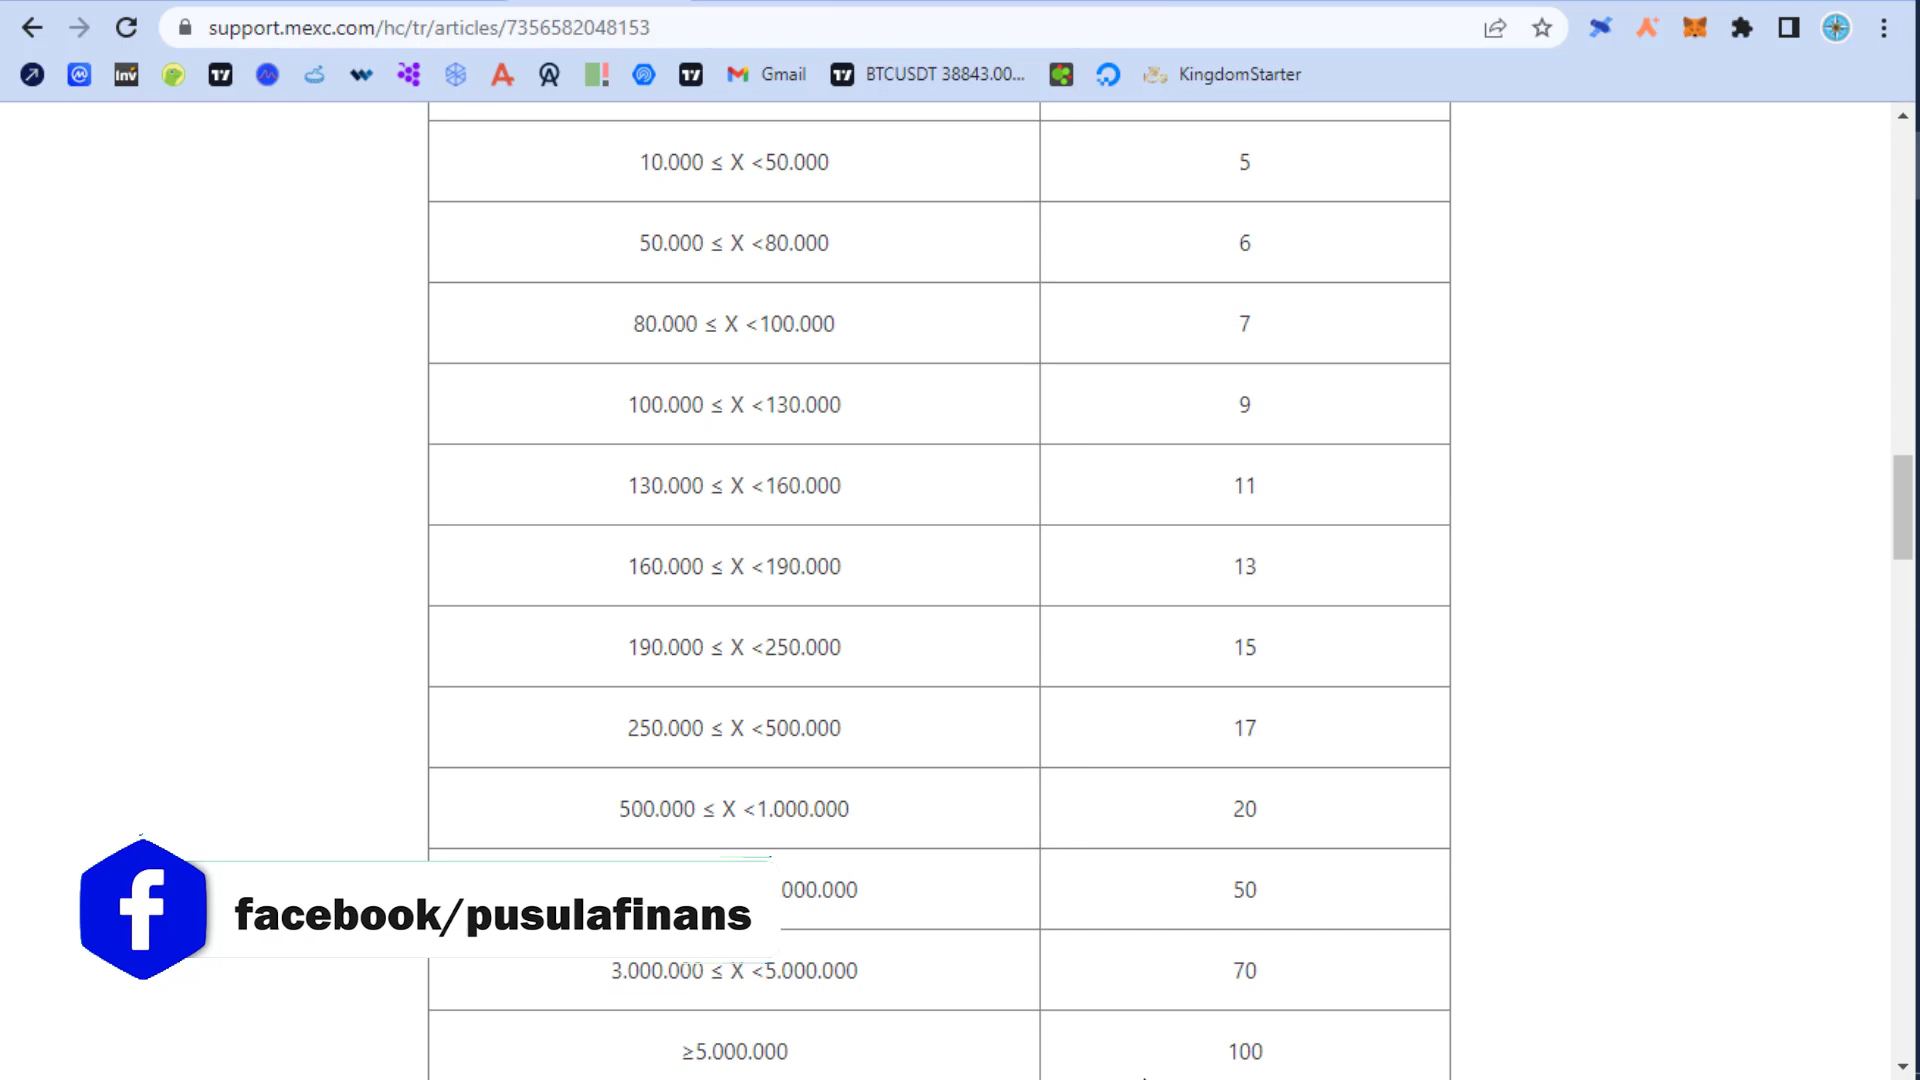 support.mexc.com/hc/tr/articles/7356582048153
Inv
Gmail
BTCUSDT 38843.00...
KingdomStarter
10.000 ≤ X <50.000 5
50.000 ≤ X <80.000 6
80.000 ≤ X <100.000 7
100.000 ≤ X <130.000 9
130.000 ≤ X <160.000 11
160.000 ≤ X <190.000 13
190.000 ≤ X <250.000 15
250.000 ≤ X <500.000 17
500.000 ≤ X <1.000.000 20
000.000 50
facebook/pusulafinans
3.000.000 ≤ X <5.000.000 70
≥5.000.000 100